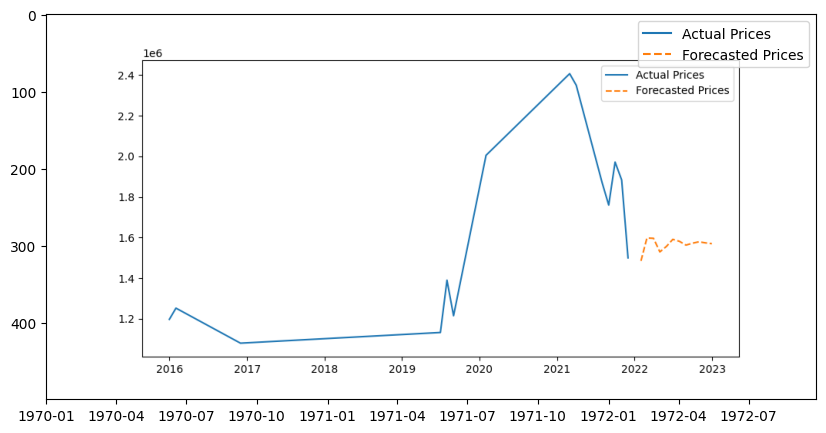 0
Actual Prices
Forecasted Prices
1e6
2.4
Actual Prices
Forecasted Prices
100
2.2
2.0
200
1.8
1.6
300
1.4
400
1.2
2016 2017 2018 2019 2020 2021 2022 2023
1970-01 1970-04 1970-07 1970-10 1971-01 1971-04 1971-07 1971-10 1972-01 1972-04 1972-07